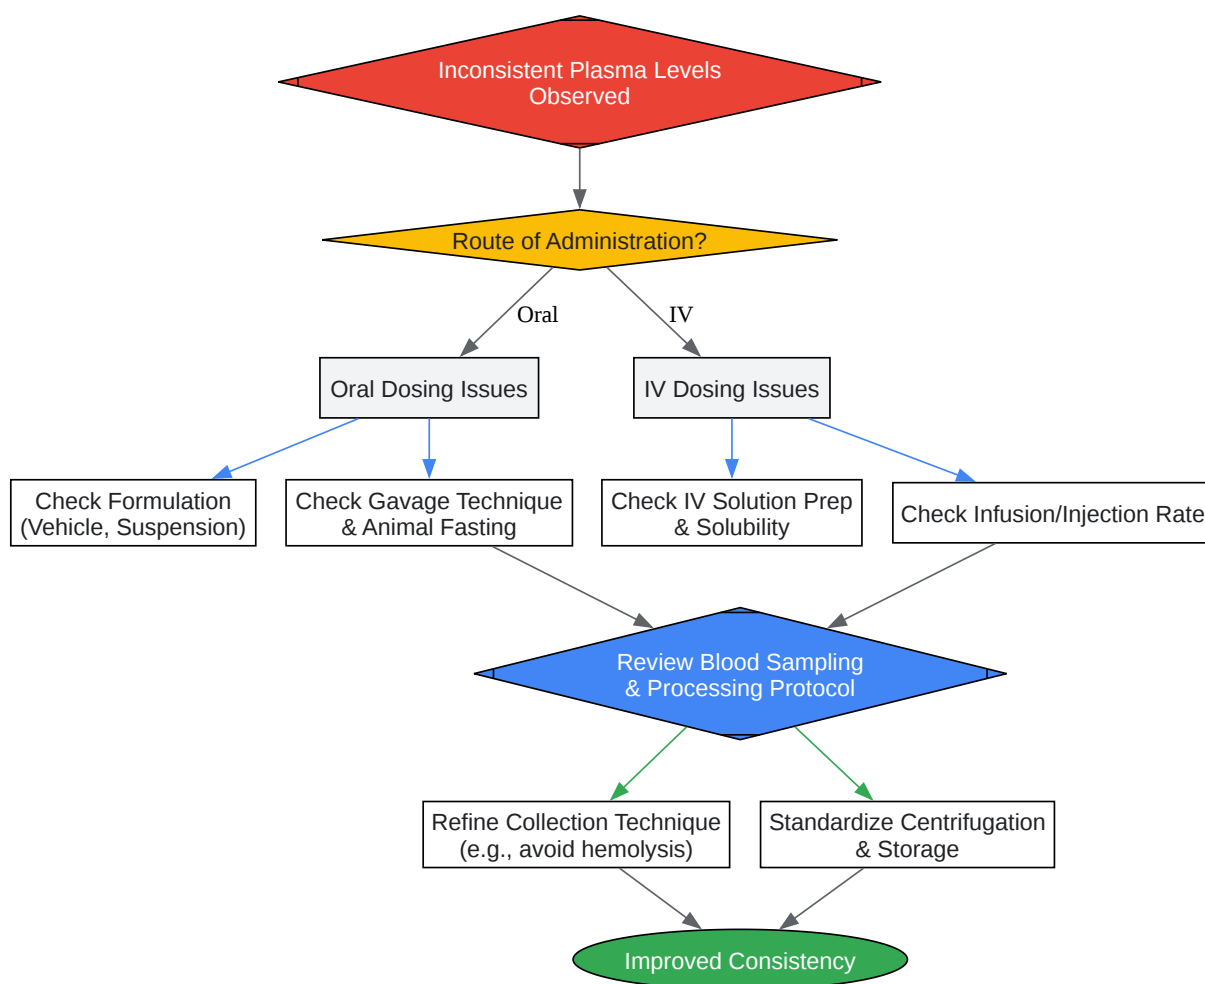 Inconsistent Plasma Levels
Observed
Route of Administration?
Oral
IV
Oral Dosing Issues
IV Dosing Issues
Check Formulation
(Vehicle, Suspension)
Check Gavage Technique
& Animal Fasting
Check IV Solution Prep
& Solubility
Check Infusion/Injection Rate
Review Blood Sampling
& Processing Protocol
Refine Collection Technique
(e.g., avoid hemolysis)
Standardize Centrifugation
& Storage
Improved Consistency